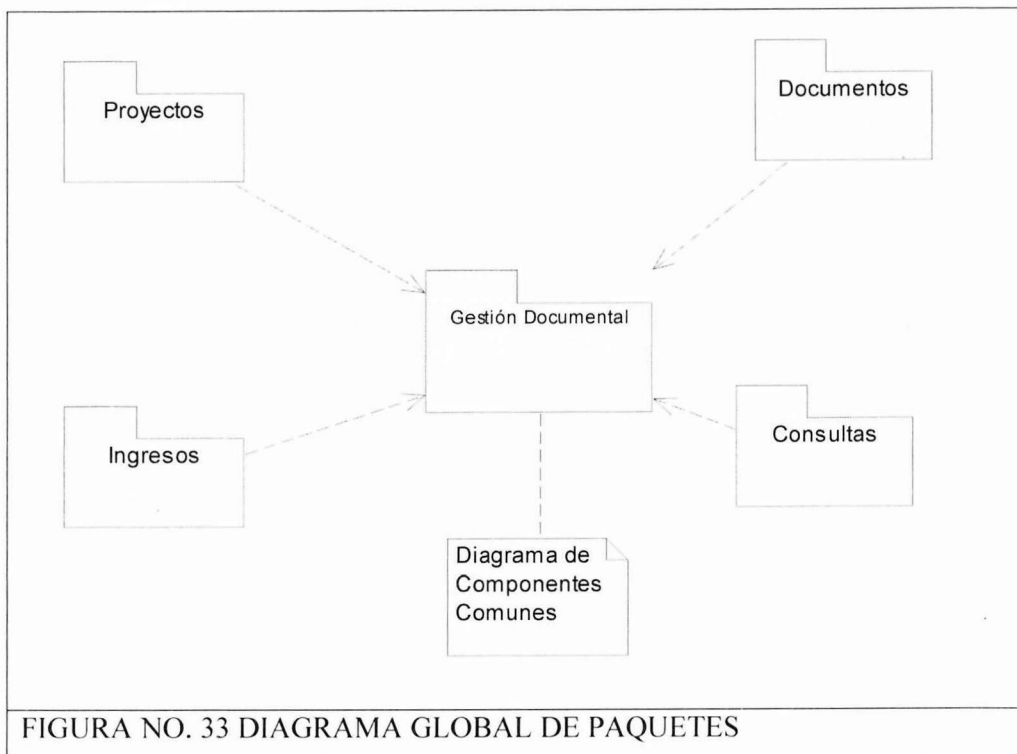 Proyectos
Documentos
Gestión Documental
Ingresos
Consultas
Diagrama de
Componentes
Comunes
FIGURA NO. 33 DIAGRAMA GLOBAL DE PAQUETES